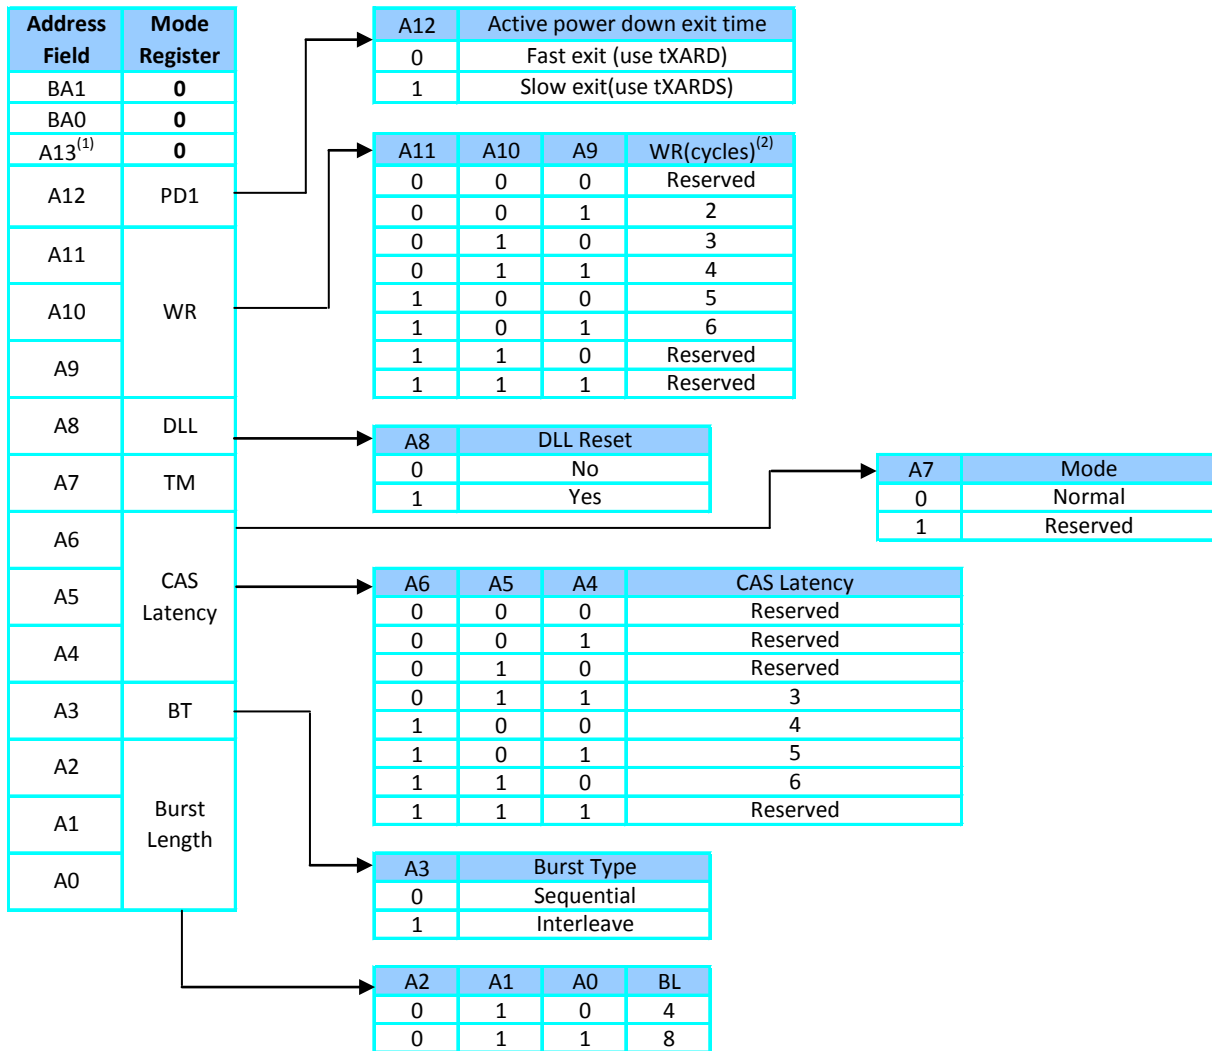 Address Field Mode Register
BA1 0
BA0 0
A13(1) 0
A12 PD1
A11
A10 WR
A9
A8 DLL
A7 TM
A6
A5 CAS Latency
A4
A3 BT
A2
A1 Burst Length
A0
A12 Active power down exit time
0 Fast exit (use tXARD)
1 Slow exit(use tXARDS)
A11 A10 A9 WR(cycles)(2)
0 0 0 Reserved
0 0 1 2
0 1 0 3
0 1 1 4
1 0 0 5
1 0 1 6
1 1 0 Reserved
1 1 1 Reserved
A8 DLL Reset
0 No
1 Yes
A7 Mode
0 Normal
1 Reserved
A6 A5 A4 CAS Latency
0 0 0 Reserved
0 0 1 Reserved
0 1 0 Reserved
0 1 1 3
1 0 0 4
1 0 1 5
1 1 0 6
1 1 1 Reserved
A3 Burst Type
0 Sequential
1 Interleave
A2 A1 A0 BL
0 1 0 4
0 1 1 8